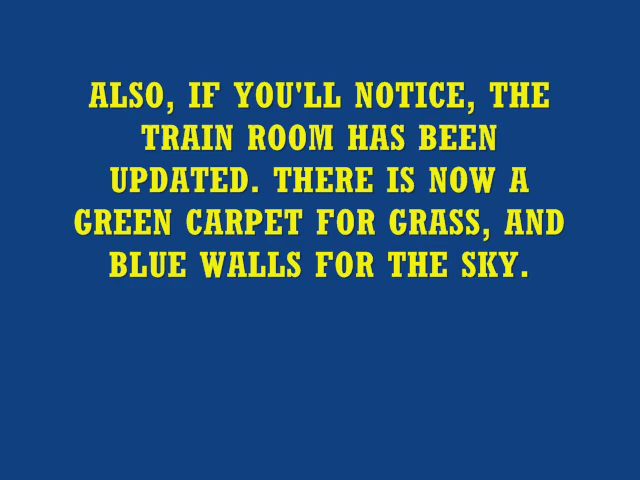 ALSO, IF YOU'LL NOTICE, THE
TRAIN ROOM HAS BEEN
UPDATED. THERE IS NOW A
GREEN CARPET FOR GRASS, AND
BLUE WALLS FOR THE SKY.